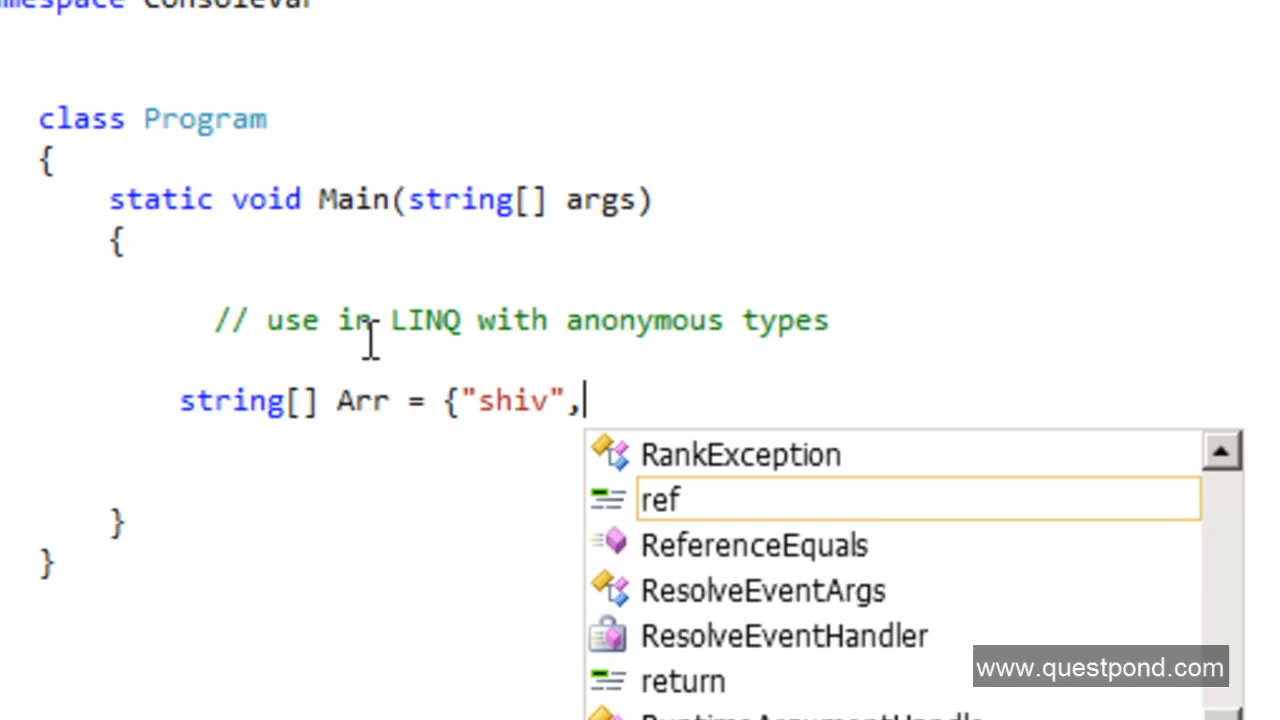 class Program
{
static void Main(string[] args)
{
// use in LINQ with anonymous types
string[] Arr = {"shiv",
RankException
ref
ReferenceEquals
ResolveEventArgs
ResolveEventHandler
return
}
}
www.questpond.com